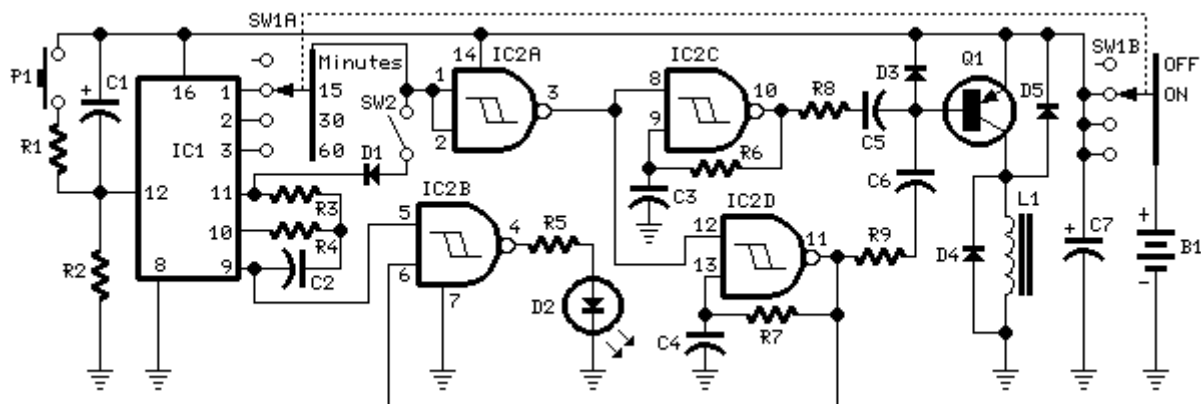 SW1A
P1
C1
+
R1
R2
16
1
2
3
IC1
12
11
10
9
8
Minutes
15
30
60
SW2
D1
R3
R4
C2
14
IC2A
1
2
3
IC2B
5
6
4
7
R5
D2
IC2C
8
9
10
R6
C3
R8
C5
D3
C6
IC2D
12
13
11
R7
C4
R9
Q1
D5
L1
D4
SW1B
OFF
ON
+
C7
+
B1
-